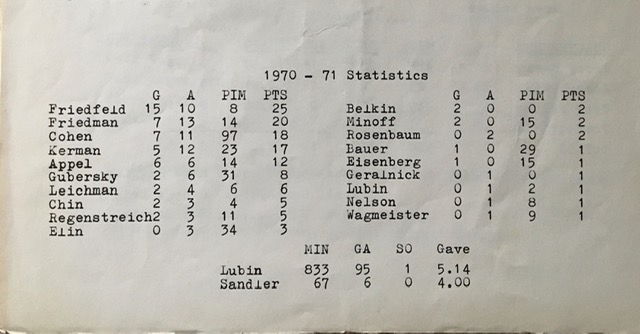 1970 - 71 Statistics
G A PIM PTS
Friedfeld 15 10 8 25
Friedman 7 13 14 20
Cohen 7 11 97 18
Kerman 5 12 23 17
Appel 6 6 14 12
Gubersky 2 6 31 8
Leichman 2 4 6 6
Chin 2 3 4 5
Regenstreich2 3 11 5
Elin 0 3 34 3
G A PIM PTS
Belkin 2 0 0 2
Minoff 2 0 15 2
Rosenbaum 0 2 0 2
Bauer 1 0 29 1
Eisenberg 1 0 15 1
Geralnick 0 1 0 1
Lubin 0 1 2 1
Nelson 0 1 8 1
Wagmeister 0 1 9 1
MIN GA SO Gave
Lubin 833 95 1 5.14
Sandler 67 6 0 4.00